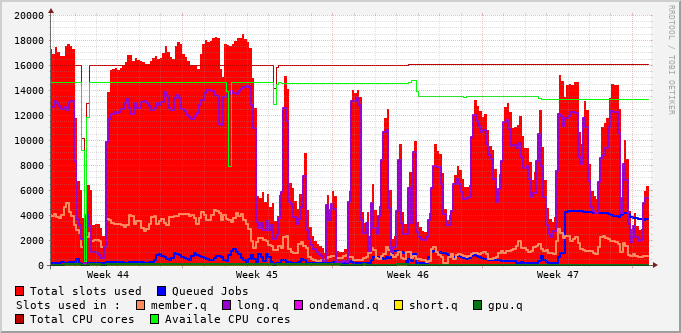 20000
18000
16000
14000
12000
10000
8000
6000
4000
2000
0
Week 44 Week 45 Week 46 Week 47
RRDTOOL / TOBI OETIKER
Total slots used Queued Jobs
Slots used in : member.q long.q ondemand.q short.q gpu.q
Total CPU cores Availale CPU cores